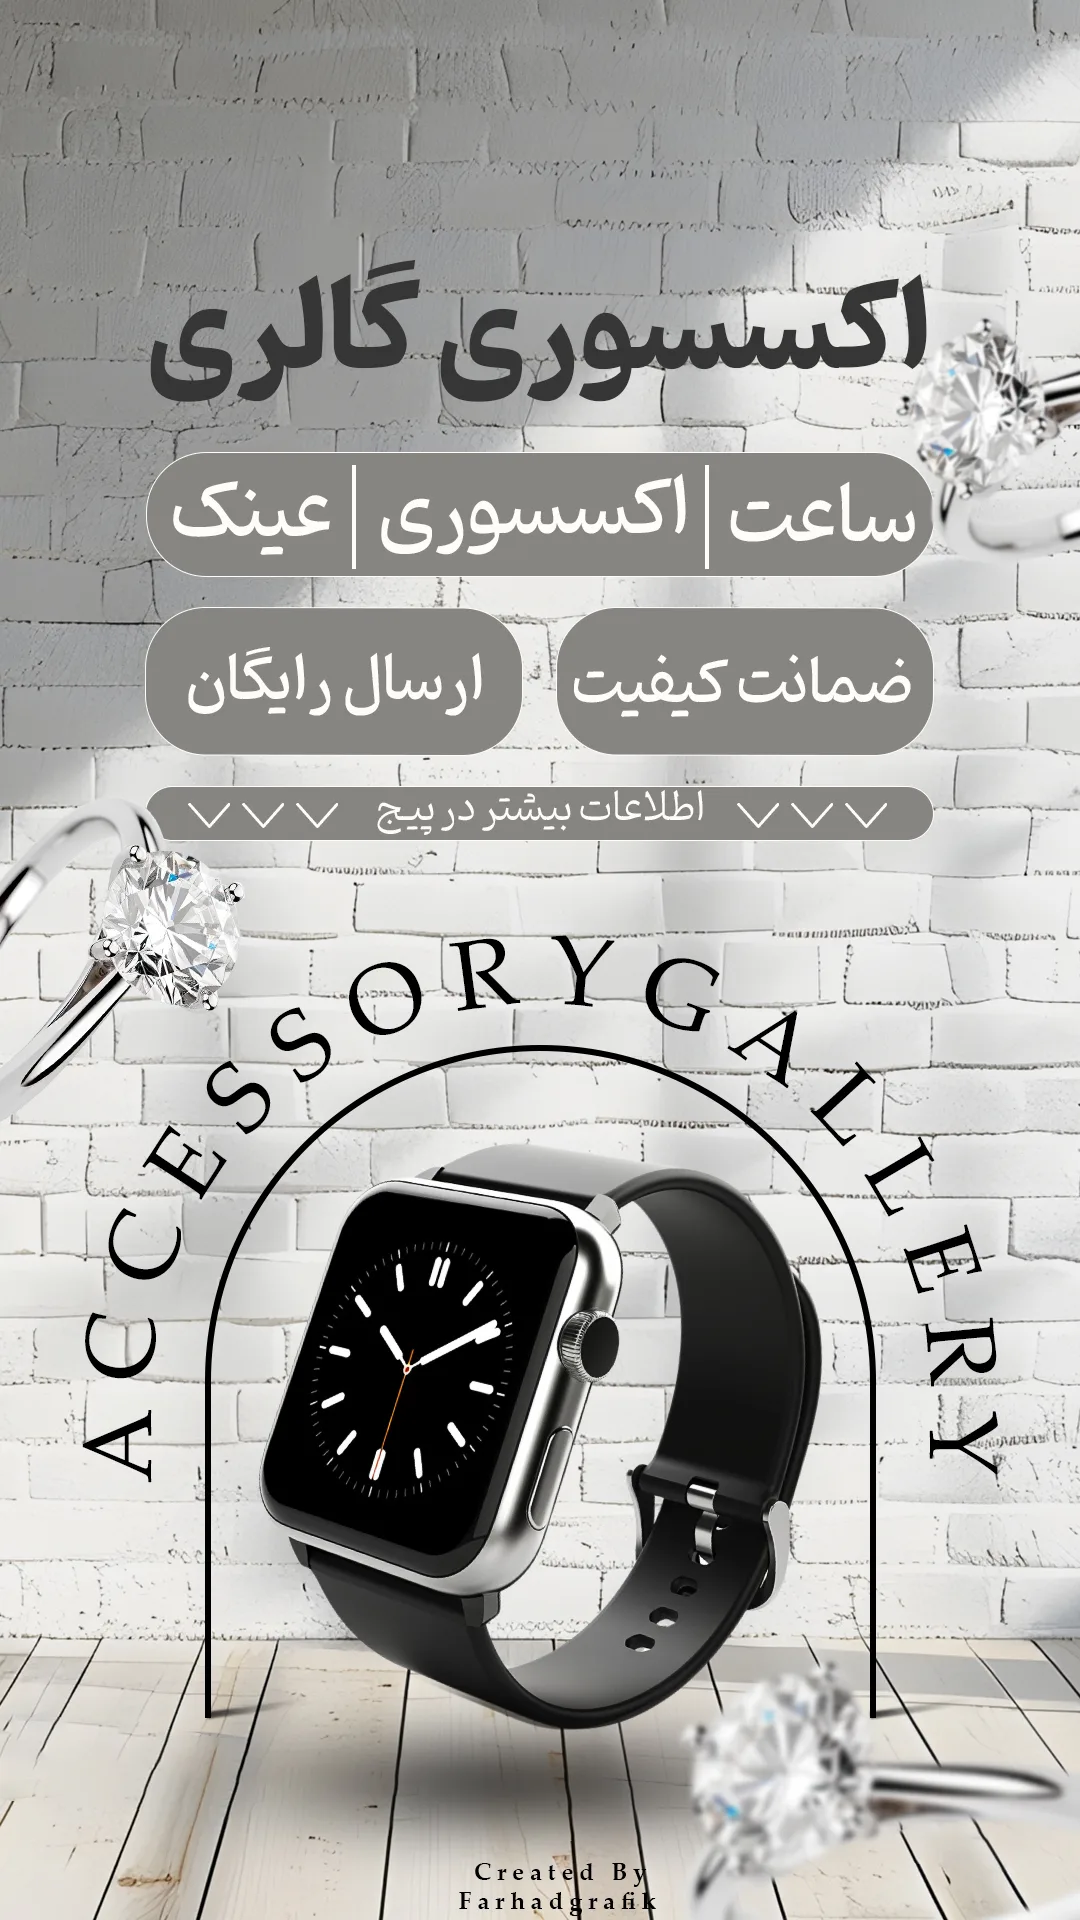 اکسسوری گالری
ساعت | اکسسوری | عینک
ضمانت کیفیت
ارسال رایگان
اطلاعات بیشتر در پیج
ACCESSORYGALLERY
Created By
Farhadgrafik